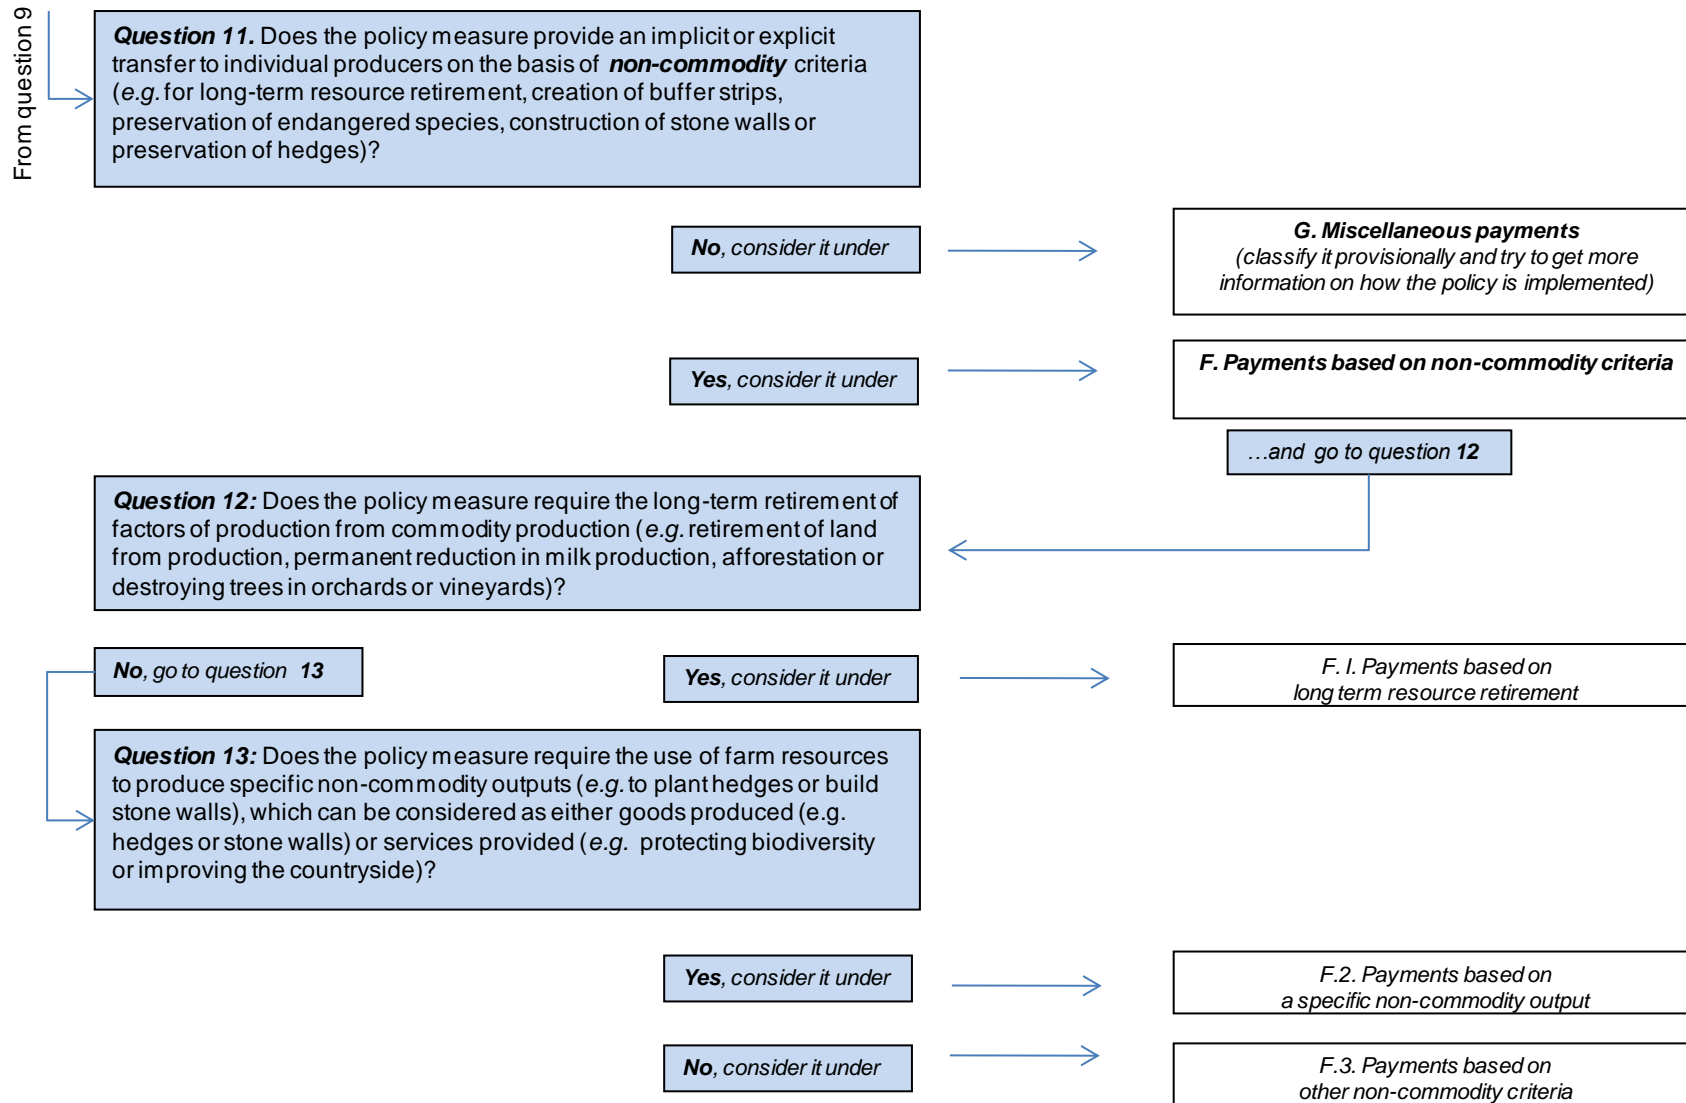 From question 9
Question 11. Does the policy measure provide an implicit or explicit
transfer to individual producers on the basis of non-commodity criteria
(e.g. for long-term resource retirement, creation of buffer strips,
preservation of endangered species, construction of stone walls or
preservation of hedges)?
No, consider it under
G. Miscellaneous payments
(classify it provisionally and try to get more
information on how the policy is implemented)
Yes, consider it under
F. Payments based on non-commodity criteria
…and go to question 12
Question 12: Does the policy measure require the long-term retirement of
factors of production from commodity production (e.g. retirement of land
from production, permanent reduction in milk production, afforestation or
destroying trees in orchards or vineyards)?
No, go to question 13
Yes, consider it under
F. I. Payments based on
long term resource retirement
Question 13: Does the policy measure require the use of farm resources
to produce specific non-commodity outputs (e.g. to plant hedges or build
stone walls), which can be considered as either goods produced (e.g.
hedges or stone walls) or services provided (e.g. protecting biodiversity
or improving the countryside)?
Yes, consider it under
F.2. Payments based on
a specific non-commodity output
No, consider it under
F.3. Payments based on
other non-commodity criteria